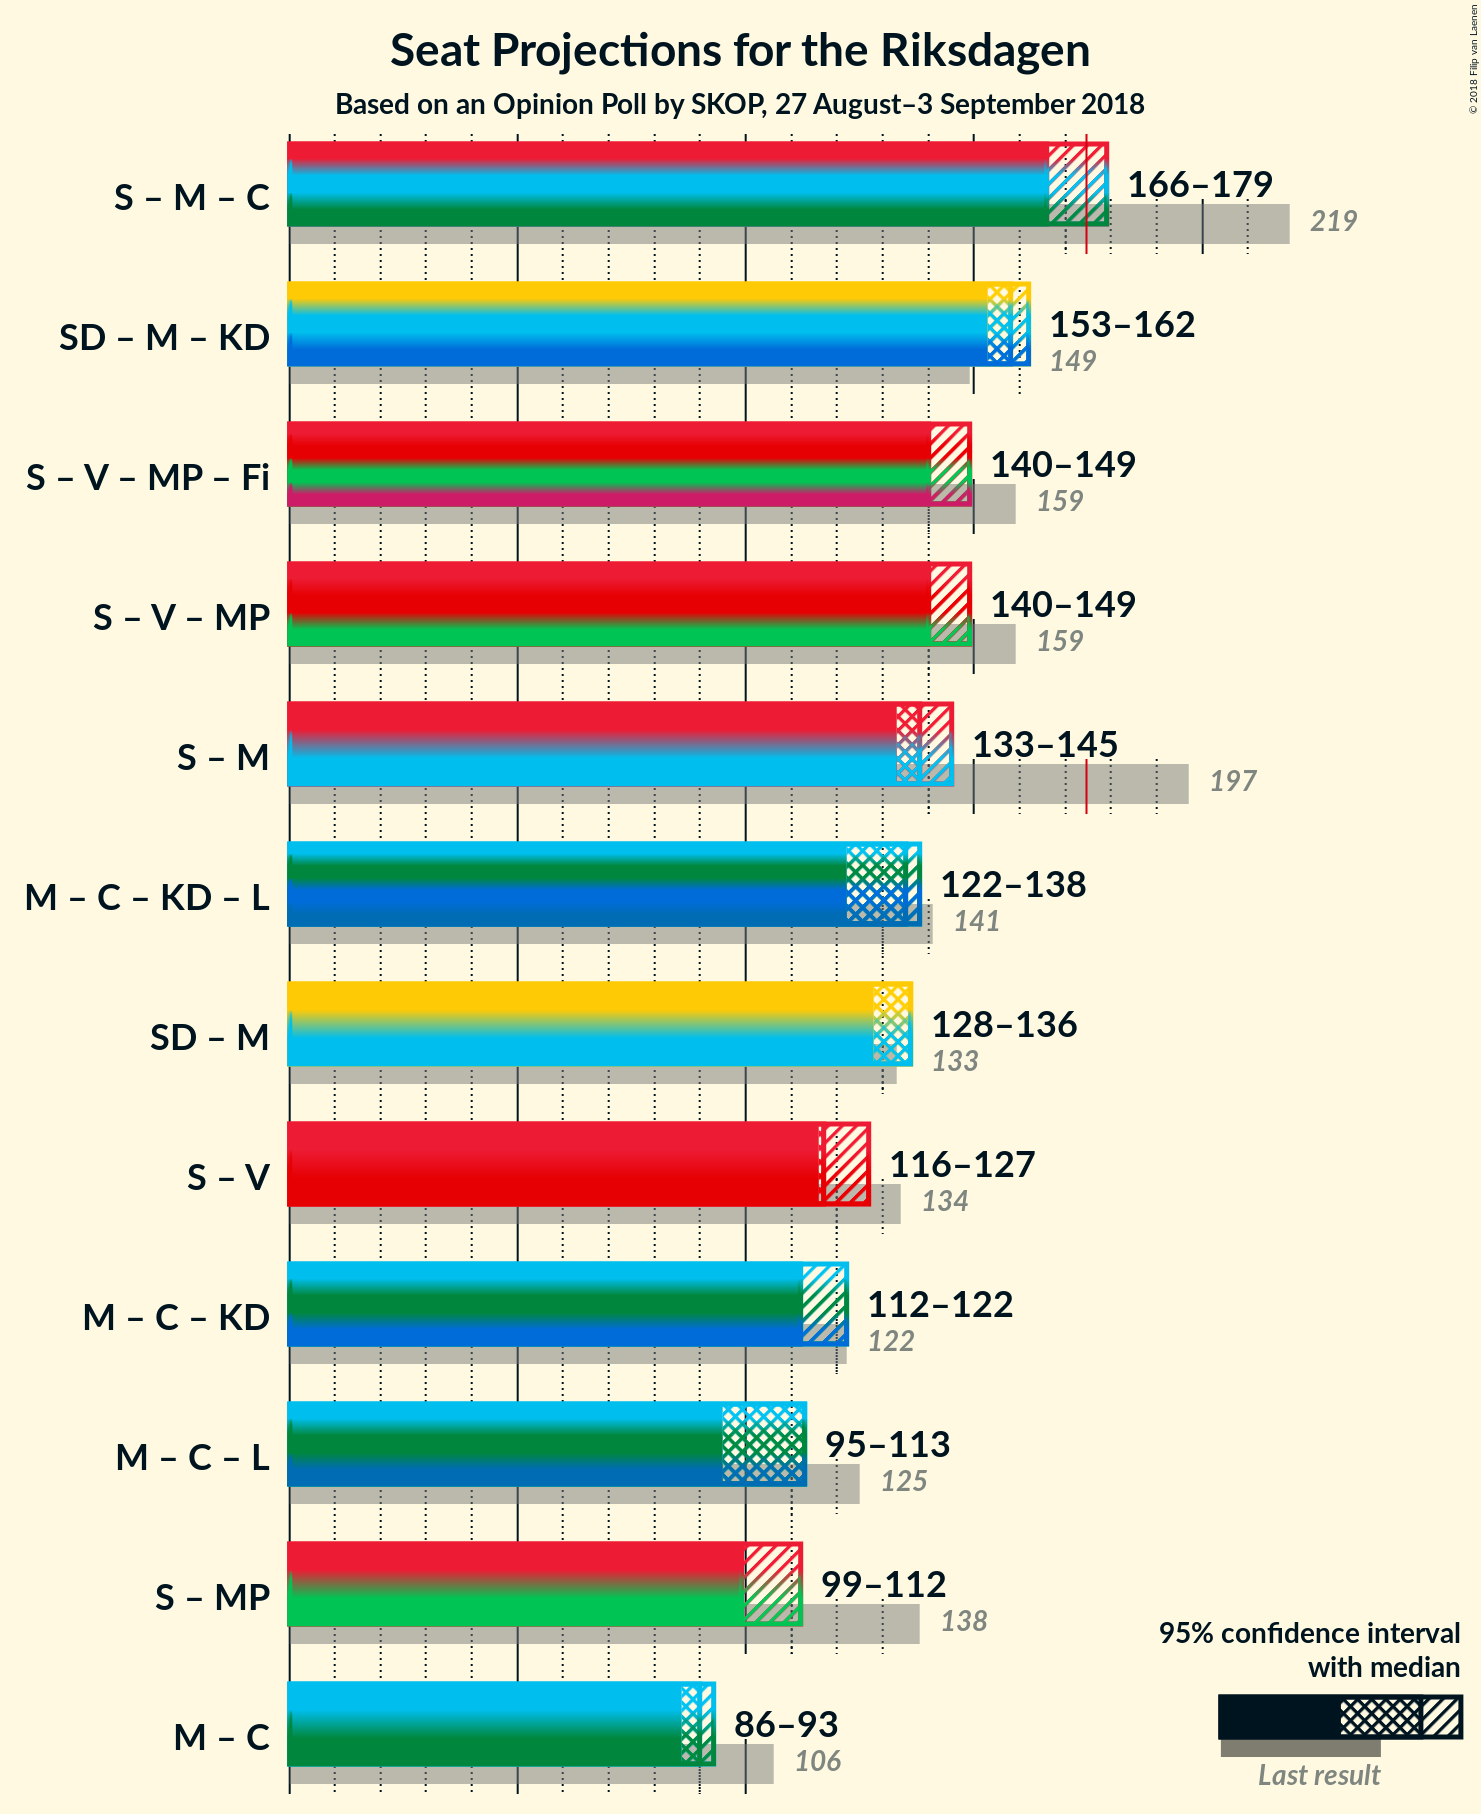 Seat Projections for the Riksdagen
Based on an Opinion Poll by SKOP, 27 August–3 September 2018
© 2018 Filip van Laenen
S – M – C
166–179
219
SD – M – KD
153–162
149
S – V – MP – Fi
140–149
159
S – V – MP
140–149
159
S – M
133–145
197
M – C – KD – L
122–138
141
SD – M
128–136
133
S – V
116–127
134
M – C – KD
112–122
122
M – C – L
95–113
125
S – MP
99–112
138
M – C
86–93
106
95% confidence interval
with median
Last result